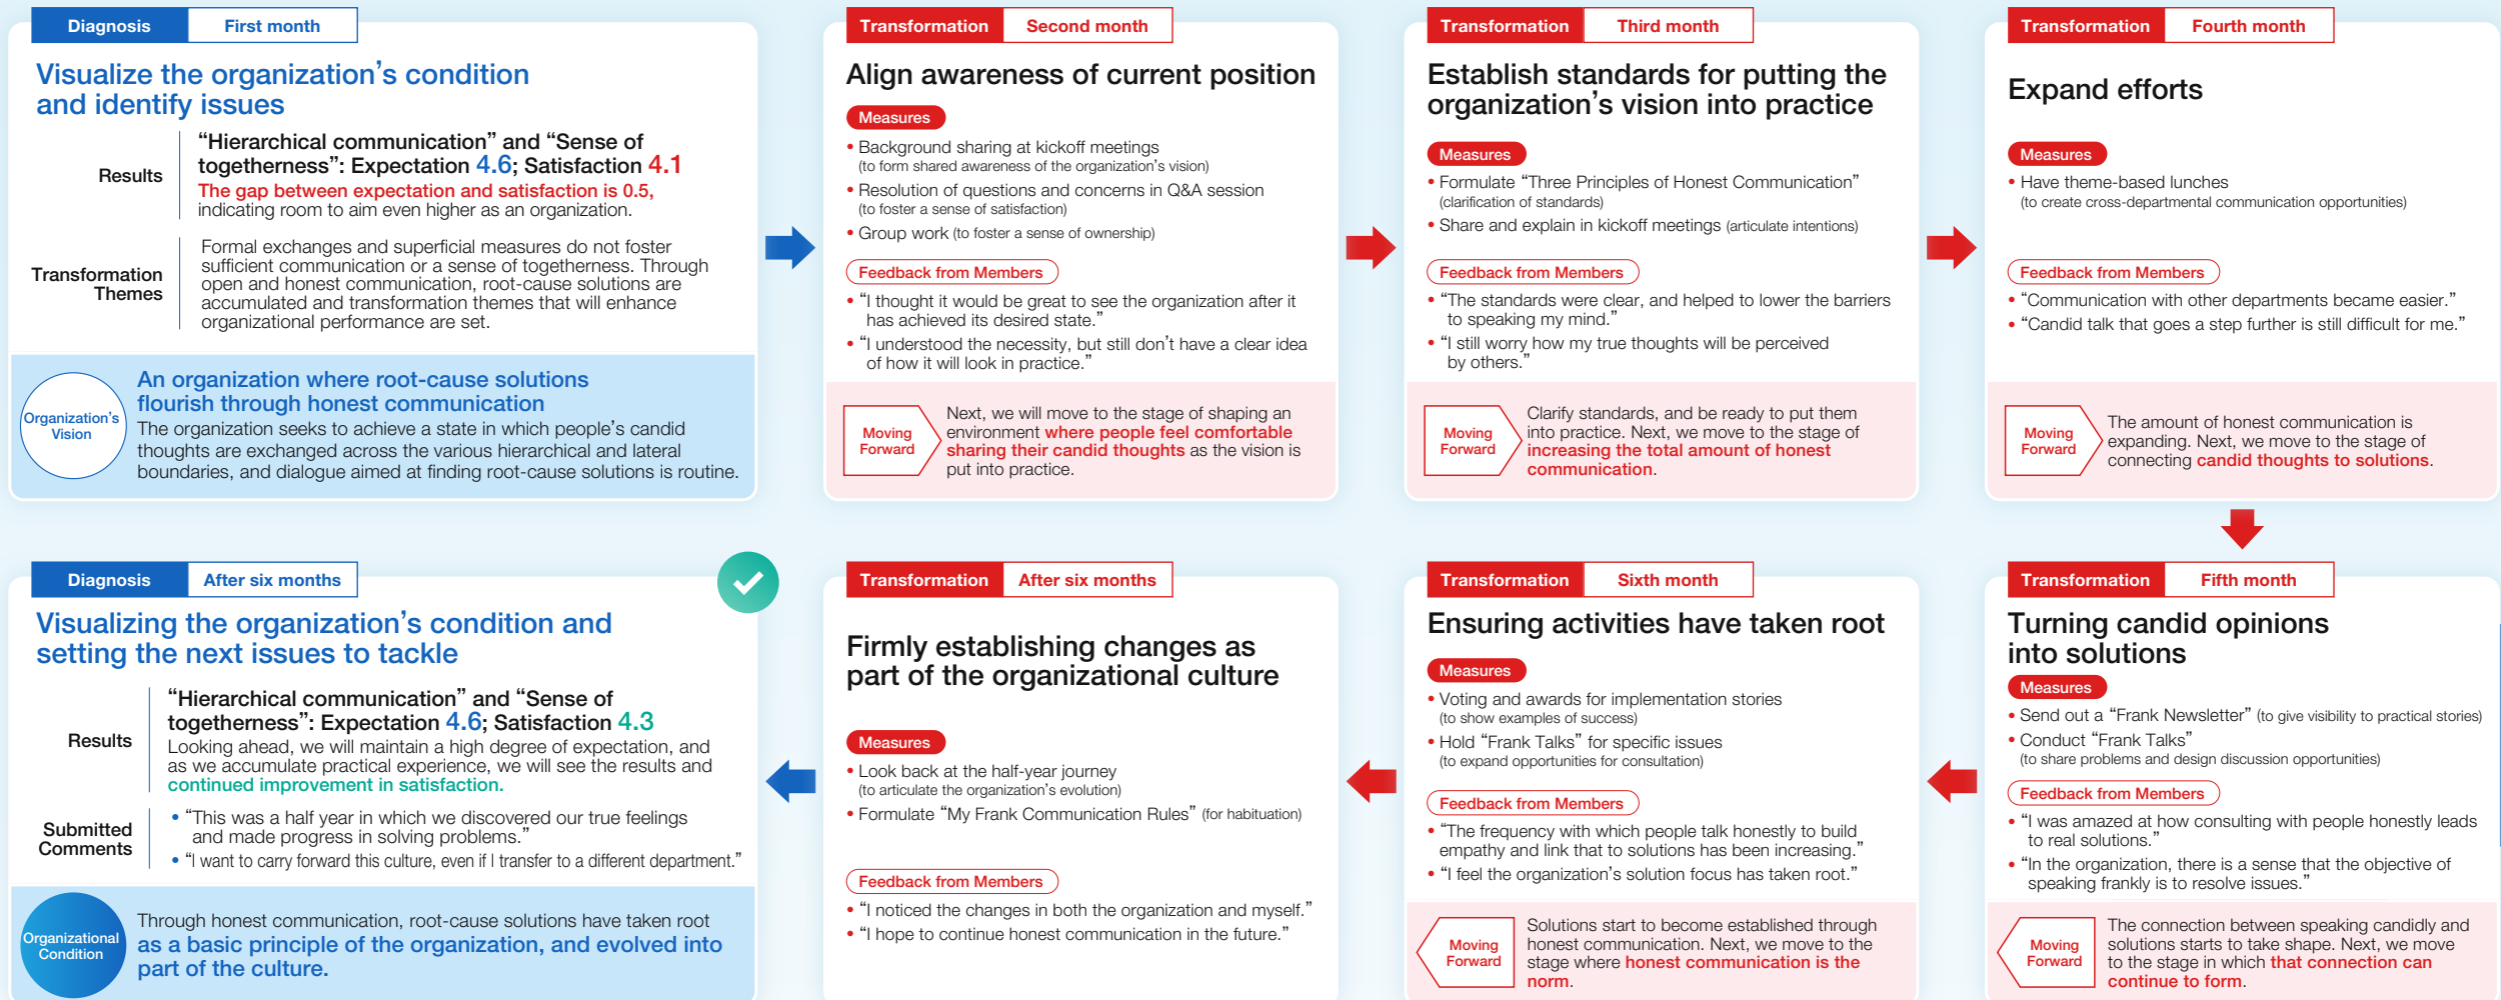 Diagnosis
First month
Visualize the organization’s condition
and identify issues
Results
“Hierarchical communication” and “Sense of
togetherness”: Expectation 4.6; Satisfaction 4.1
The gap between expectation and satisfaction is 0.5,
indicating room to aim even higher as an organization.
Transformation
Themes
Formal exchanges and superficial measures do not foster
sufficient communication or a sense of togetherness. Through
open and honest communication, root-cause solutions are
accumulated and transformation themes that will enhance
organizational performance are set.
Organization’s
Vision
An organization where root-cause solutions
flourish through honest communication
The organization seeks to achieve a state in which people’s candid
thoughts are exchanged across the various hierarchical and lateral
boundaries, and dialogue aimed at finding root-cause solutions is routine.
Transformation
Second month
Align awareness of current position
Measures
• Background sharing at kickoff meetings
(to form shared awareness of the organization’s vision)
• Resolution of questions and concerns in Q&A session
(to foster a sense of satisfaction)
• Group work (to foster a sense of ownership)
Feedback from Members
• “I thought it would be great to see the organization after it
has achieved its desired state.”
• “I understood the necessity, but still don’t have a clear idea
of how it will look in practice.”
Moving
Forward
Next, we will move to the stage of shaping an
environment where people feel comfortable
sharing their candid thoughts as the vision is
put into practice.
Transformation
Third month
Establish standards for putting the
organization’s vision into practice
Measures
• Formulate “Three Principles of Honest Communication”
(clarification of standards)
• Share and explain in kickoff meetings (articulate intentions)
Feedback from Members
• “The standards were clear, and helped to lower the barriers
to speaking my mind.”
• “I still worry how my true thoughts will be perceived
by others.”
Moving
Forward
Clarify standards, and be ready to put them
into practice. Next, we move to the stage of
increasing the total amount of honest
communication.
Transformation
Fourth month
Expand efforts
Measures
• Have theme-based lunches
(to create cross-departmental communication opportunities)
Feedback from Members
• “Communication with other departments became easier.”
• “Candid talk that goes a step further is still difficult for me.”
Moving
Forward
The amount of honest communication is
expanding. Next, we move to the stage of
connecting candid thoughts to solutions.
Transformation
Fifth month
Turning candid opinions
into solutions
Measures
• Send out a “Frank Newsletter” (to give visibility to practical stories)
• Conduct “Frank Talks”
(to share problems and design discussion opportunities)
Feedback from Members
• “I was amazed at how consulting with people honestly leads
to real solutions.”
• “In the organization, there is a sense that the objective of
speaking frankly is to resolve issues.”
Moving
Forward
The connection between speaking candidly and
solutions starts to take shape. Next, we move
to the stage in which that connection can
continue to form.
Transformation
Sixth month
Ensuring activities have taken root
Measures
• Voting and awards for implementation stories
(to show examples of success)
• Hold “Frank Talks” for specific issues
(to expand opportunities for consultation)
Feedback from Members
• “The frequency with which people talk honestly to build
empathy and link that to solutions has been increasing.”
• “I feel the organization’s solution focus has taken root.”
Moving
Forward
Solutions start to become established through
honest communication. Next, we move to the
stage where honest communication is the
norm.
Transformation
After six months
Firmly establishing changes as
part of the organizational culture
Measures
• Look back at the half-year journey
(to articulate the organization’s evolution)
• Formulate “My Frank Communication Rules” (for habituation)
Feedback from Members
• “I noticed the changes in both the organization and myself.”
• “I hope to continue honest communication in the future.”
Diagnosis
After six months
Visualizing the organization’s condition and
setting the next issues to tackle
Results
“Hierarchical communication” and “Sense of
togetherness”: Expectation 4.6; Satisfaction 4.3
Looking ahead, we will maintain a high degree of expectation, and
as we accumulate practical experience, we will see the results and
continued improvement in satisfaction.
Submitted
Comments
• “This was a half year in which we discovered our true feelings
and made progress in solving problems.”
• “I want to carry forward this culture, even if I transfer to a different department.”
Organizational
Condition
Through honest communication, root-cause solutions have taken root
as a basic principle of the organization, and evolved into
part of the culture.